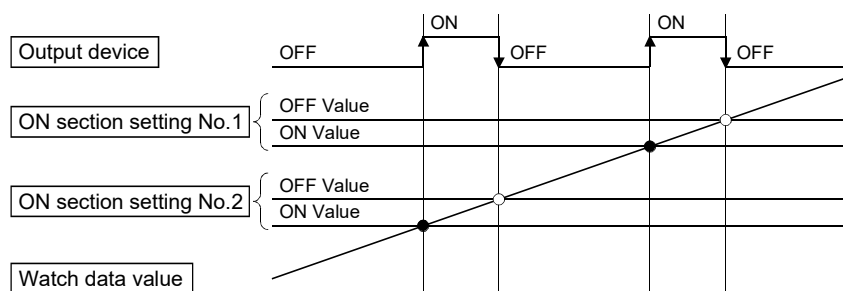 ON ON
Output device OFF OFF OFF
OFF Value
ON section setting No.1
ON Value
OFF Value
ON section setting No.2
ON Value
Watch data value